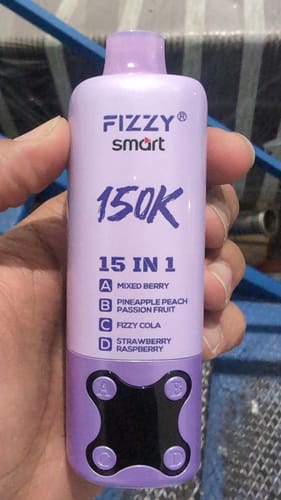 FIZZY®
smart
150K
15 IN 1
A MIXED BERRY
B PINEAPPLE PEACH
PASSION FRUIT
C FIZZY COLA
D STRAWBERRY
RASPBERRY
A B
C D